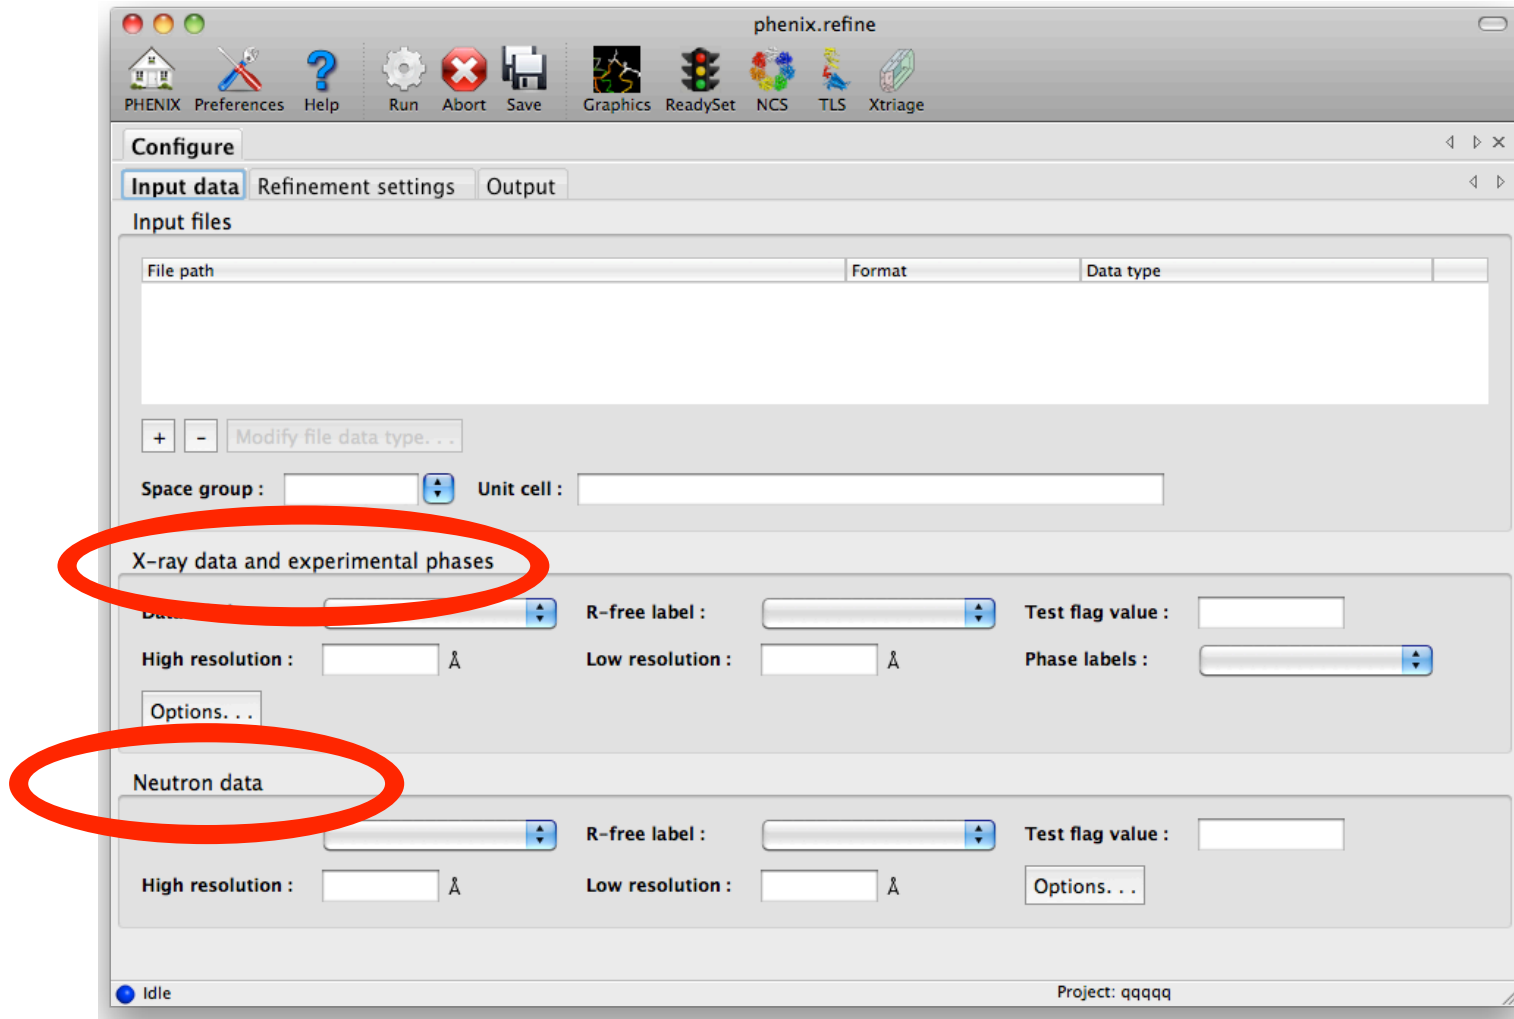 phenix.refine
PHENIX Preferences Help Run Abort Save Graphics ReadySet NCS TLS Xtriage
Configure
Input data Refinement settings Output
Input files
File path Format Data type
+ - Modify file data type. . .
Space group : Unit cell :
X-ray data and experimental phases
R-free label : Test flag value :
High resolution : Å Low resolution : Å Phase labels :
Options. . .
Neutron data
R-free label : Test flag value :
High resolution : Å Low resolution : Å Options. . .
Idle Project: qqqqq